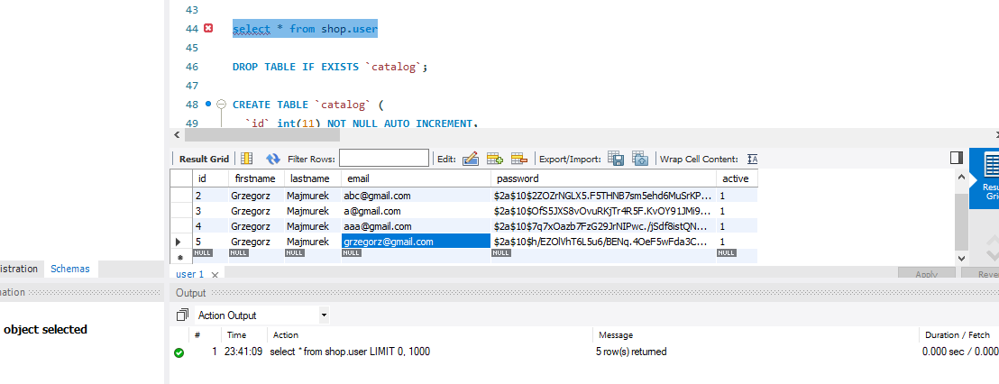 43
44 select * from shop.user
45
46 DROP TABLE IF EXISTS `catalog`;
47
48 CREATE TABLE `catalog` (
49 `id` int(11) NOT NULL AUTO_INCREMENT,
Result Grid Filter Rows: Edit: Export/Import: Wrap Cell Content:
Resu
Grid
id firstname lastname email password active
2 Grzegorz Majmurek abc@gmail.com $2a$10$2ZOZrNGLX5.F5THNB7sm5ehd6MuSrKP... 1
3 Grzegorz Majmurek a@gmail.com $2a$10$OfS5JXS8vOvuRKjTr4R5F.KvOY91JMi9... 1
4 Grzegorz Majmurek aaa@gmail.com $2a$10$7q7xOazb7FzG29JrNIPwc./jSdf8istQN... 1
5 Grzegorz Majmurek grzegorz@gmail.com $2a$10$h/EZOlVhT6L5u6/BENq.4OeF5wFda3C... 1
NULL NULL NULL NULL NULL NULL
istration Schemas
user 1 Apply Rever
nation
Output
object selected
Action Output
# Time Action Message Duration / Fetch
1 23:41:09 select * from shop.user LIMIT 0, 1000 5 row(s) returned 0.000 sec / 0.000